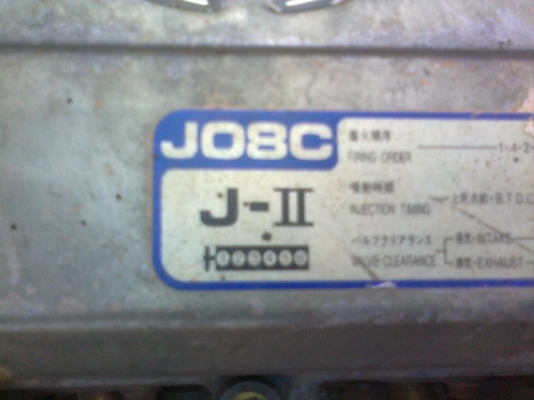 J08C
J-II
着火順序
FIRING ORDER 1-4-2
噴射時期
INJECTION TIMING 上死点前・B.T.D.C
バルブクリアランス
VALVE CLEARANCE
吸気・INTAKE
排気・EXHAUST